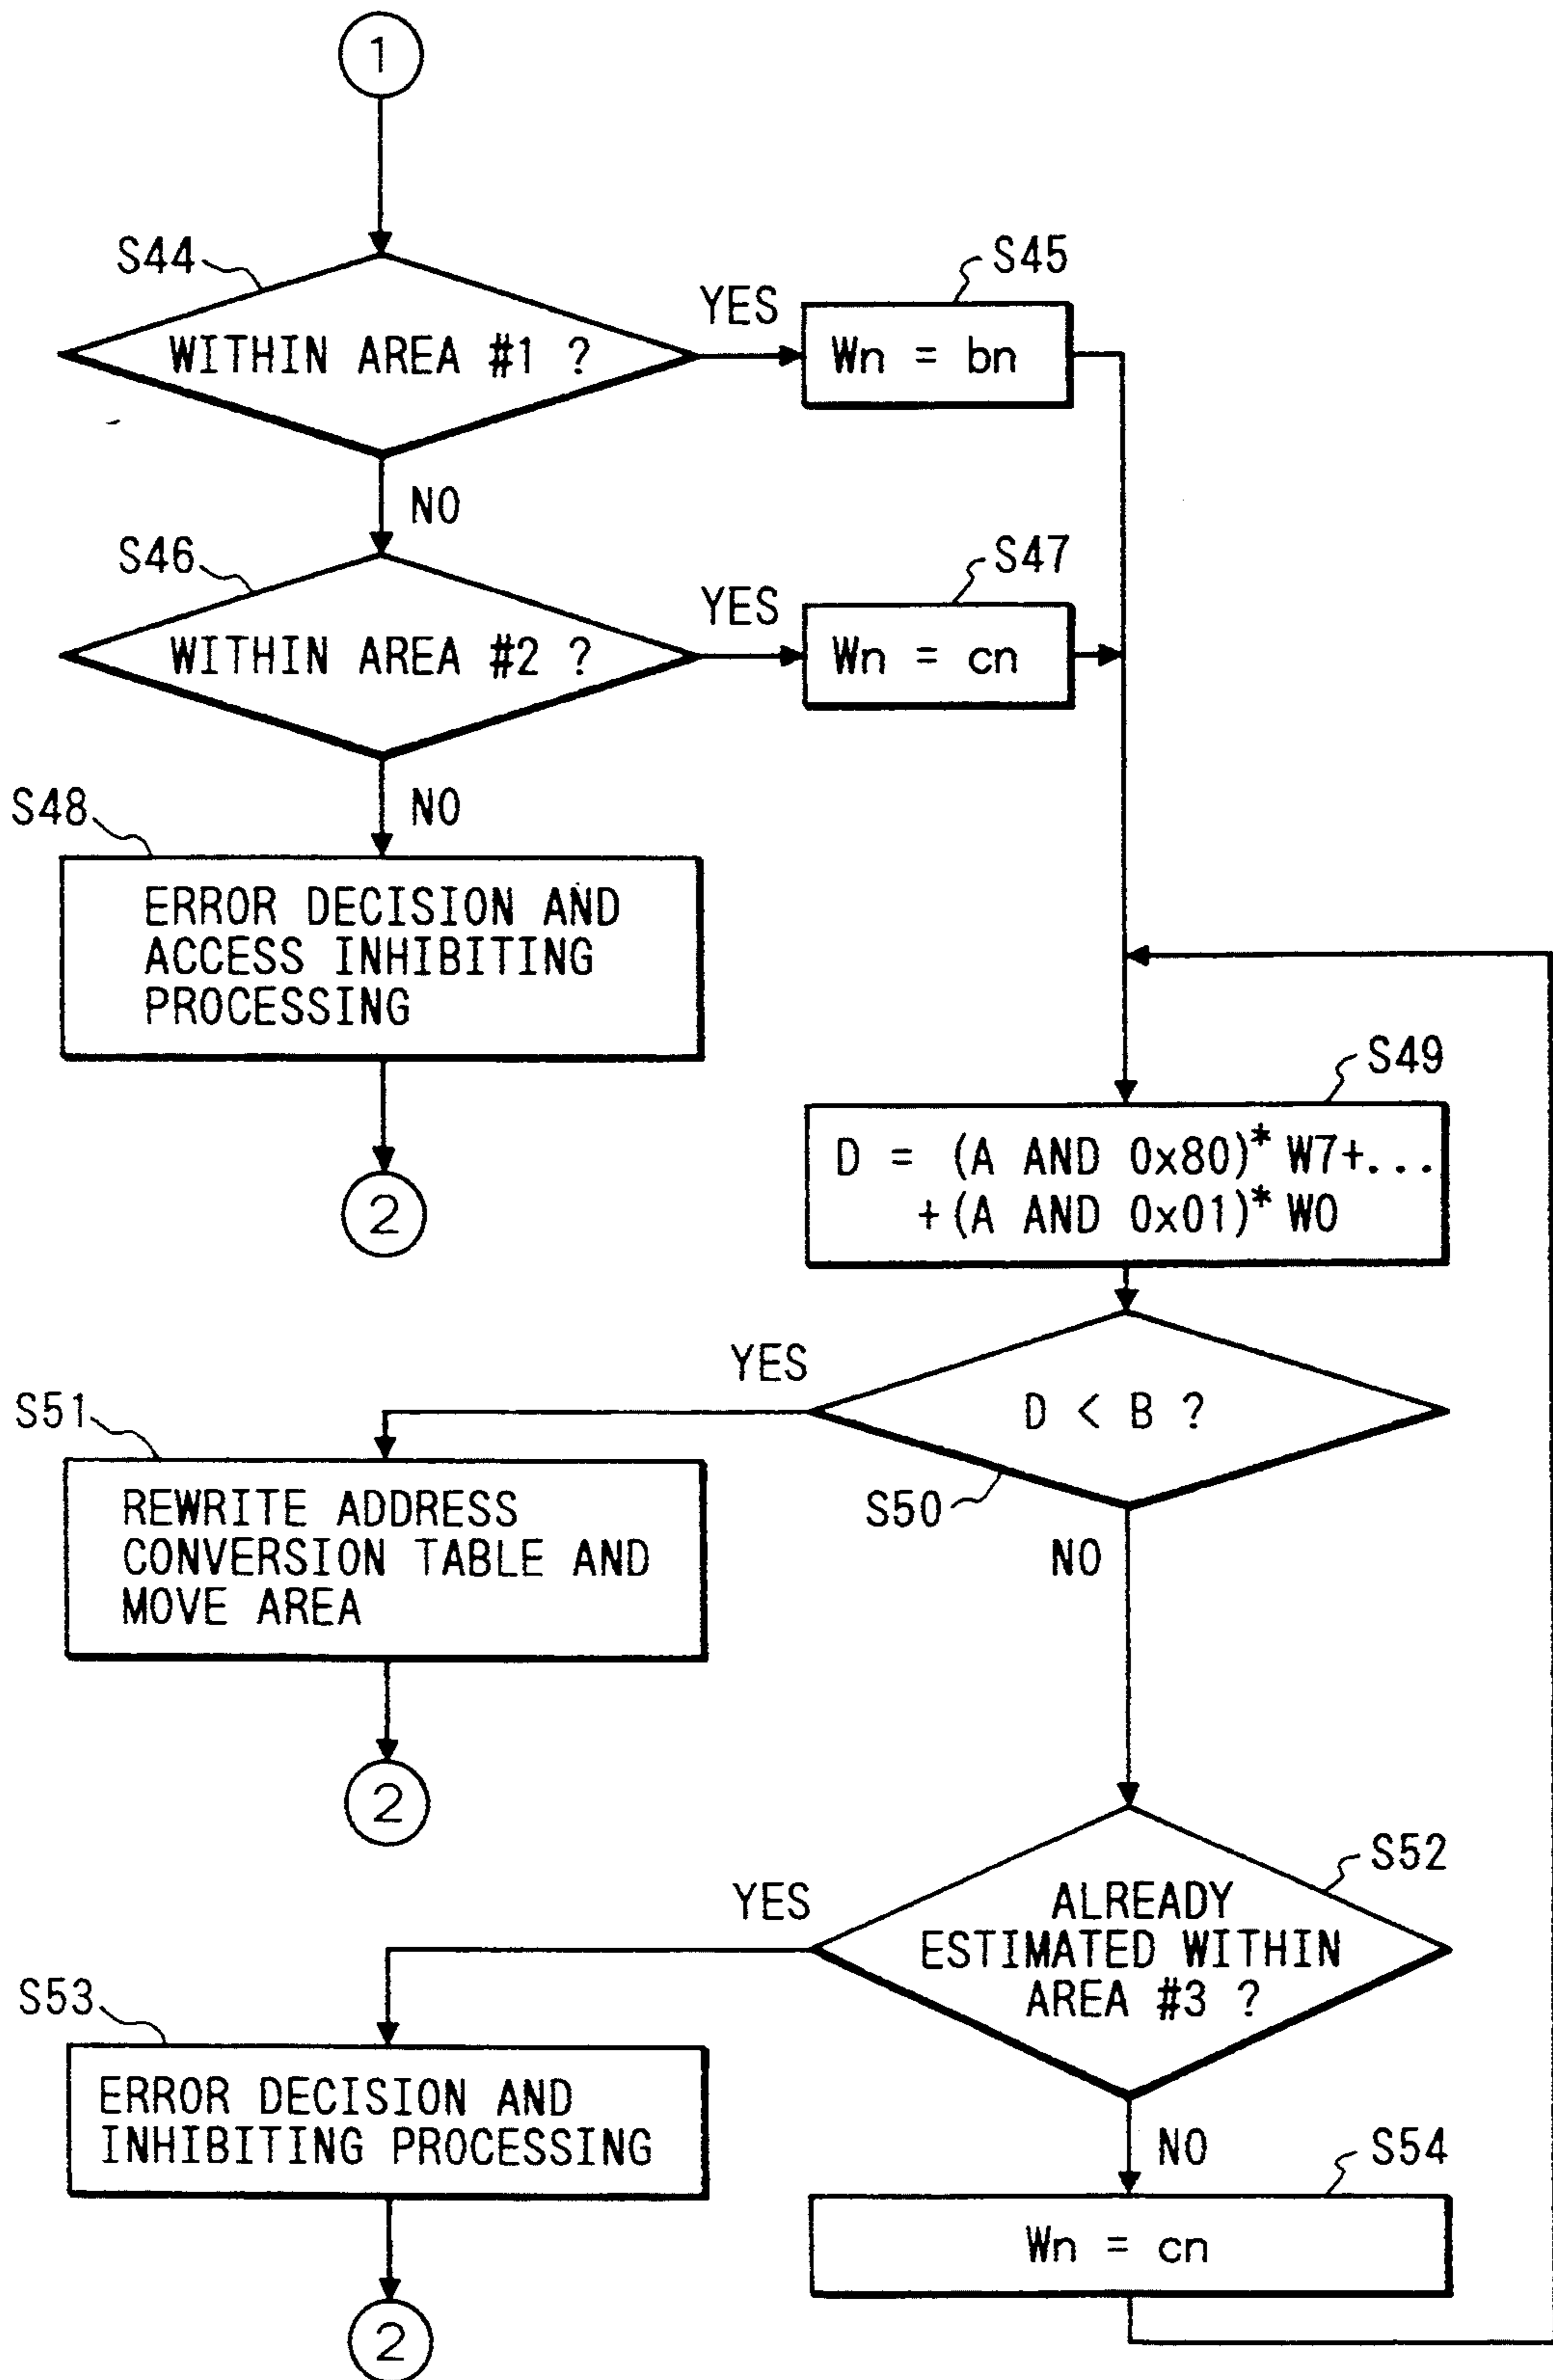 1
S44
WITHIN AREA #1 ?
YES
S45
Wn = bn
NO
S46
WITHIN AREA #2 ?
YES
S47
Wn = cn
NO
S48
ERROR DECISION AND
ACCESS INHIBITING
PROCESSING
2
S49
D = (A AND 0x80)* W7+...
+(A AND 0x01)* W0
YES
D < B ?
S50
S51
REWRITE ADDRESS
CONVERSION TABLE AND
MOVE AREA
NO
2
S52
YES
ALREADY
ESTIMATED WITHIN
AREA #3 ?
S53
ERROR DECISION AND
INHIBITING PROCESSING
NO
S54
Wn = cn
2